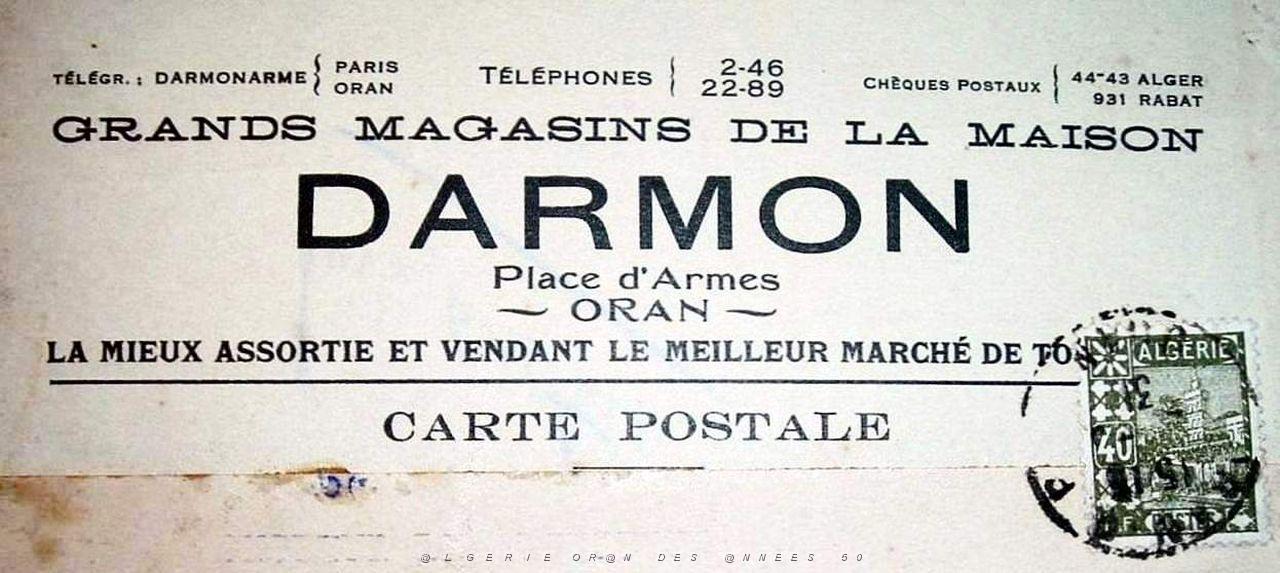 TÉLÉGR. : DARMONARME { PARIS ORAN
TÉLÉPHONES { 2-46 22-89
CHÈQUES POSTAUX { 44-43 ALGER 931 RABAT
GRANDS MAGASINS DE LA MAISON
DARMON
Place d'Armes
~ ORAN ~
LA MIEUX ASSORTIE ET VENDANT LE MEILLEUR MARCHÉ DE
CARTE POSTALE
ALGÉRIE
40
POSTES
@LGERIE OR@N DES @NNEES 50